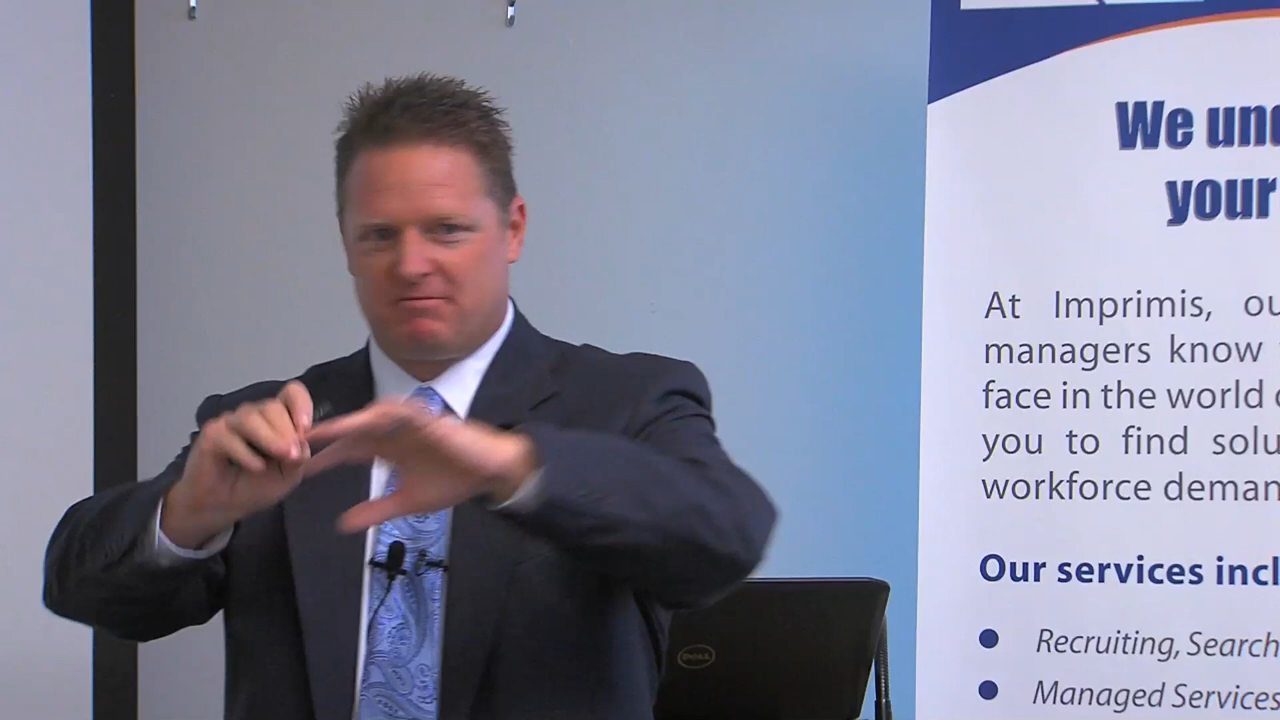 We und
your
At Imprimis, ou
managers know
face in the world
you to find solu
workforce deman
Our services incl
Recruiting, Search
Managed Services
DELL